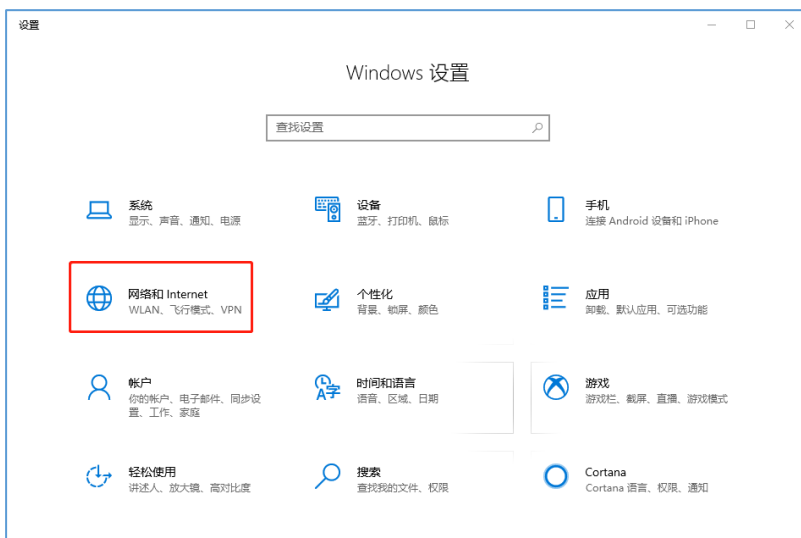 设置
Windows 设置
查找设置
系统
显示、声音、通知、电源
设备
蓝牙、打印机、鼠标
手机
连接 Android 设备和 iPhone
网络和 Internet
WLAN、飞行模式、VPN
个性化
背景、锁屏、颜色
应用
卸载、默认应用、可选功能
帐户
你的帐户、电子邮件、同步设
置、工作、家庭
时间和语言
语音、区域、日期
游戏
游戏栏、截屏、直播、游戏模式
轻松使用
讲述人、放大镜、高对比度
搜索
查找我的文件、权限
Cortana
Cortana 语言、权限、通知